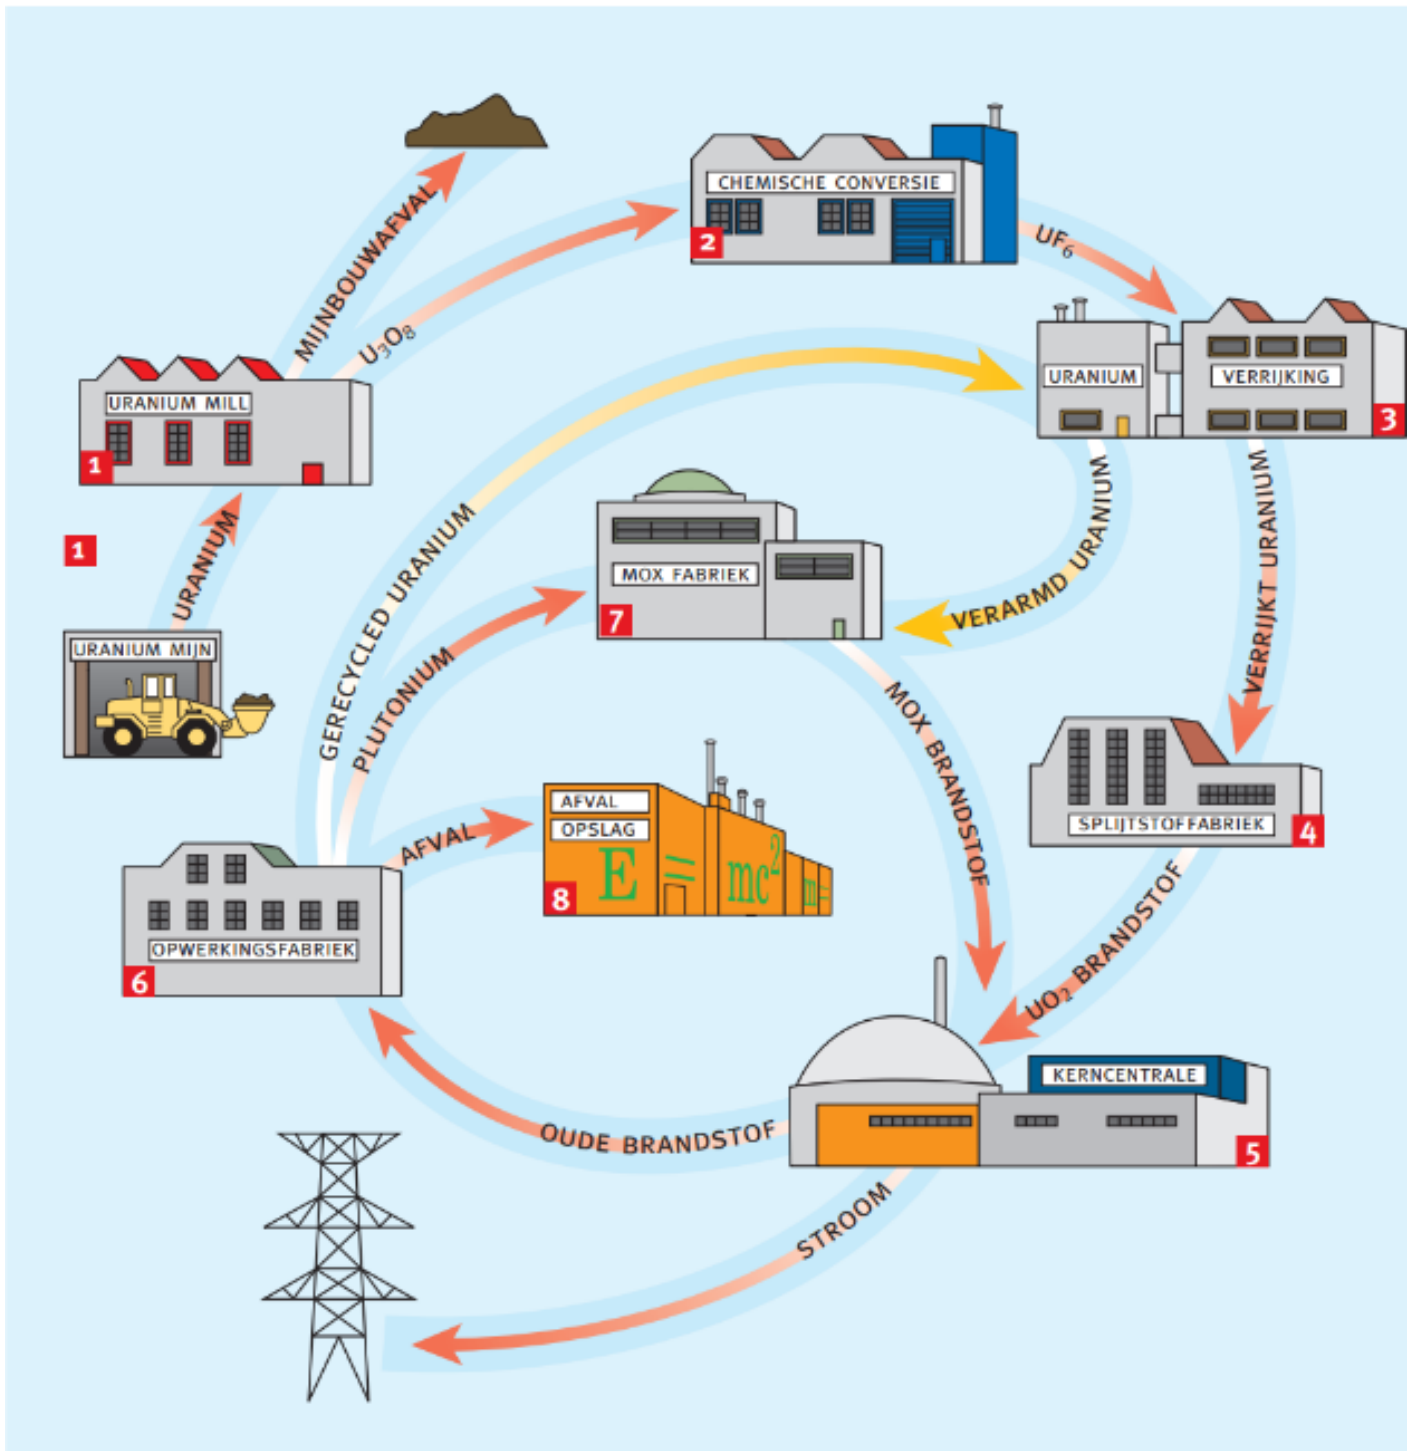 MIJNBOUWAFVAL
U₃O₈
CHEMISCHE CONVERSIE
2
UF₆
URANIUM MILL
1
URANIUM
VERRIJKING
3
1
URANIUM
URANIUM MIJN
GERECYCLED URANIUM
PLUTONIUM
MOX FABRIEK
7
VERARMD URANIUM
VERRIJKT URANIUM
MOX BRANDSTOF
AFVAL
AFVAL
OPSLAG
E = mc² m=
8
SPLIJTSTOFFABRIEK
4
OPWERKINGSFABRIEK
6
UO₂ BRANDSTOF
KERNCENTRALE
5
OUDE BRANDSTOF
STROOM